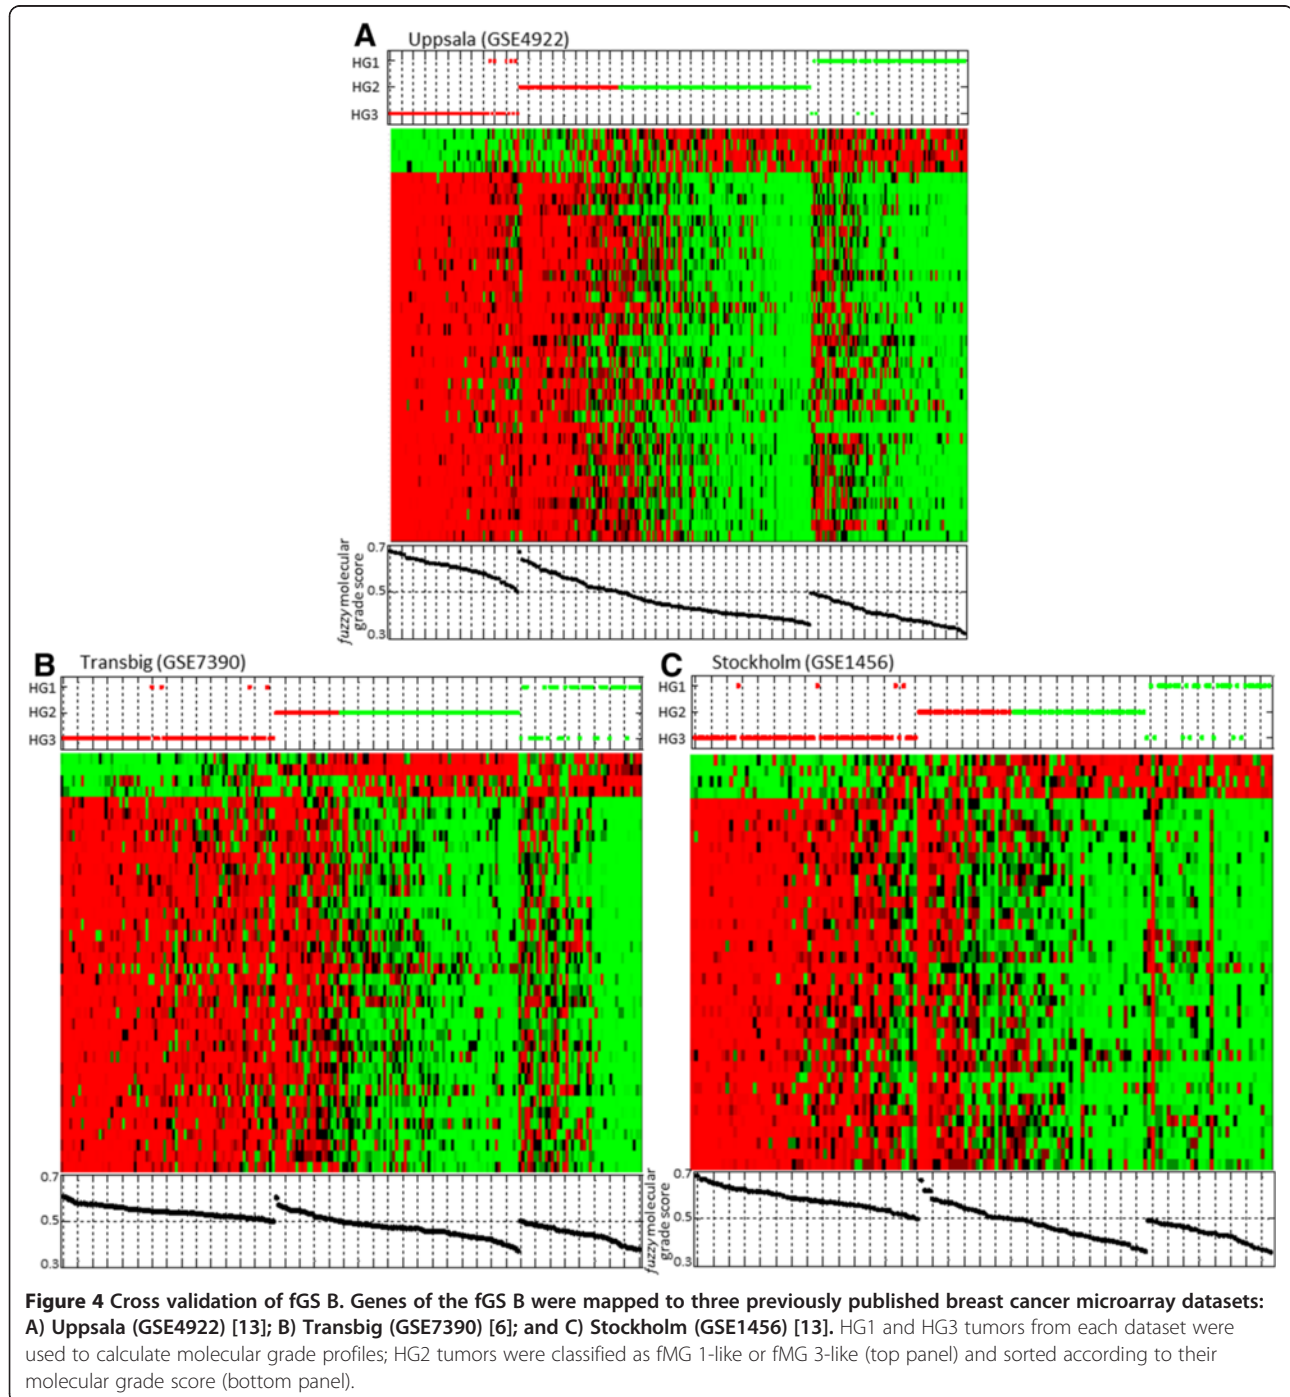 A
Uppsala (GSE4922)
HG1
HG2
HG3
fuzzy molecular
grade score
0.7
0.5
0.3
B
Transbig (GSE7390)
HG1
HG2
HG3
0.7
0.5
0.3
C
Stockholm (GSE1456)
HG1
HG2
HG3
fuzzy molecular
grade score
0.7
0.5
0.3
Figure 4 Cross validation of fGS B. Genes of the fGS B were mapped to three previously published breast cancer microarray datasets:
A) Uppsala (GSE4922) [13]; B) Transbig (GSE7390) [6]; and C) Stockholm (GSE1456) [13]. HG1 and HG3 tumors from each dataset were
used to calculate molecular grade profiles; HG2 tumors were classified as fMG 1-like or fMG 3-like (top panel) and sorted according to their
molecular grade score (bottom panel).